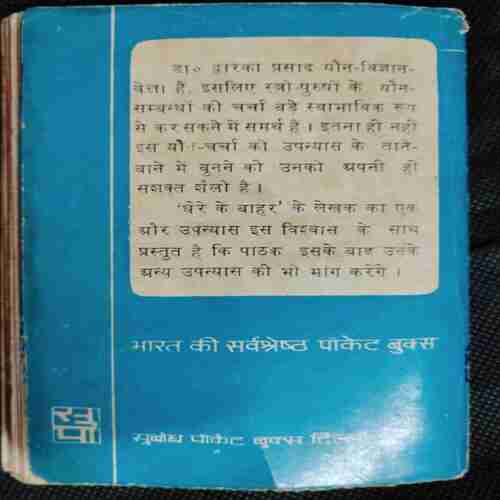 डा० द्वारका प्रसाद यौन-विज्ञान-
वेत्ता हैं, इसलिए स्त्री-पुरुषों के यौन-
सम्बन्धों की चर्चा बड़े स्वाभाविक रूप
से कर सकने में समर्थ हैं । इतना ही नहीं
इस यौन-चर्चा को उपन्यास के ताने-
बाने में बुनने की उनकी अपनी ही
सशक्त शैली है ।
'घेरे के बाहर' के लेखक का एक
और उपन्यास इस विश्वास के साथ
प्रस्तुत है कि पाठक इसके बाद उनके
अन्य उपन्यास की भी मांग करेंगे ।
भारत की सर्वश्रेष्ठ पॉकेट बुक्स
सु
पा
सुबोध पॉकेट बुक्स